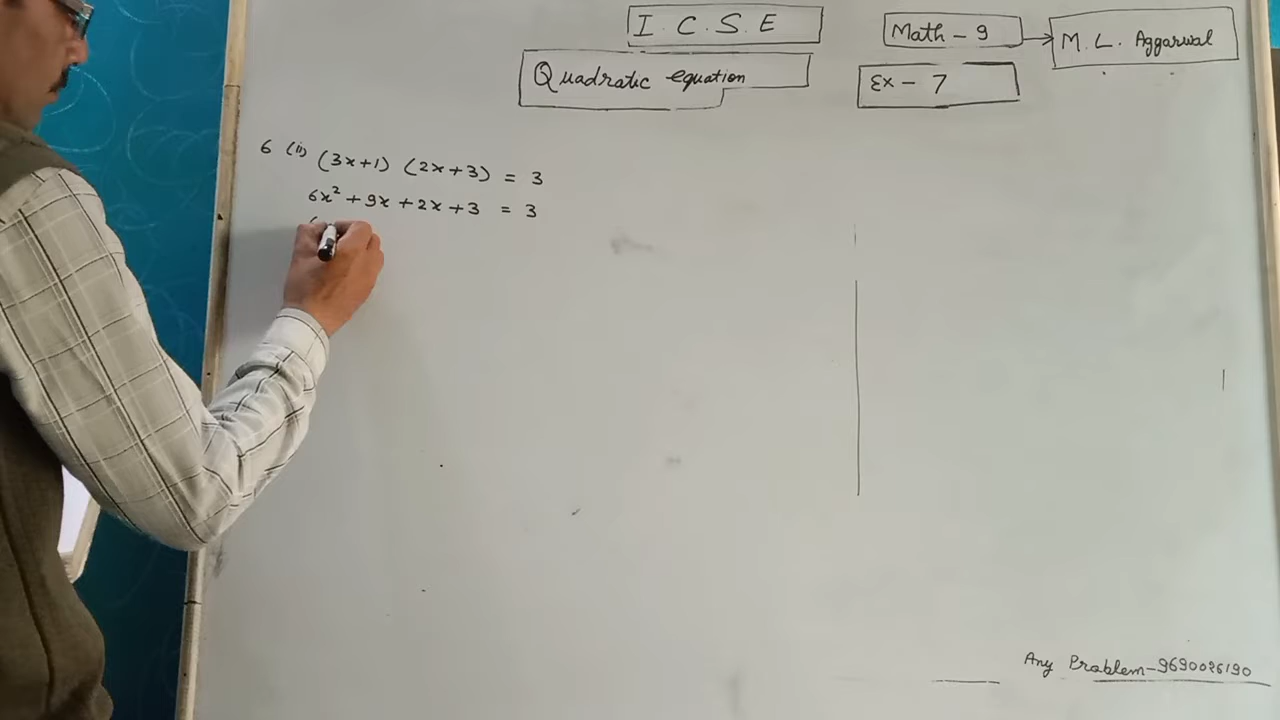 I. C. S. E
Math - 9
M. L. Aggarwal
Quadratic equation
Ex - 7
6 (ii) (3x+1) (2x+3) = 3
6x² + 9x + 2x + 3 = 3
Any Problem-9690026190